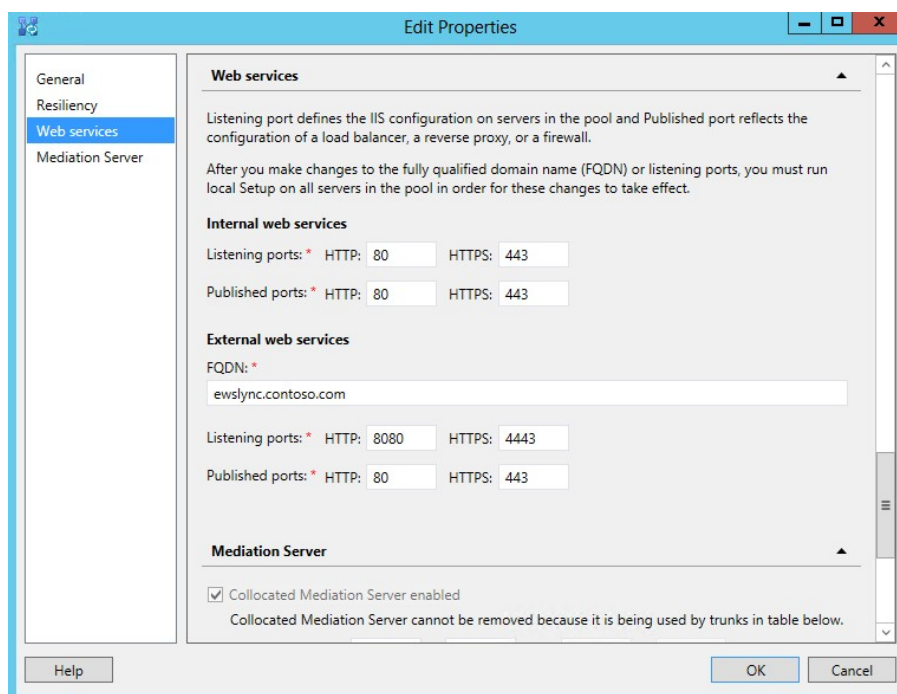 Edit Properties
General
Resiliency
Web services
Mediation Server
Web services
Listening port defines the IIS configuration on servers in the pool and Published port reflects the
configuration of a load balancer, a reverse proxy, or a firewall.
After you make changes to the fully qualified domain name (FQDN) or listening ports, you must run
local Setup on all servers in the pool in order for these changes to take effect.
Internal web services
Listening ports: * HTTP: 80 HTTPS: 443
Published ports: * HTTP: 80 HTTPS: 443
External web services
FQDN: *
ewslync.contoso.com
Listening ports: * HTTP: 8080 HTTPS: 4443
Published ports: * HTTP: 80 HTTPS: 443
Mediation Server
Collocated Mediation Server enabled
Collocated Mediation Server cannot be removed because it is being used by trunks in table below.
Help OK Cancel